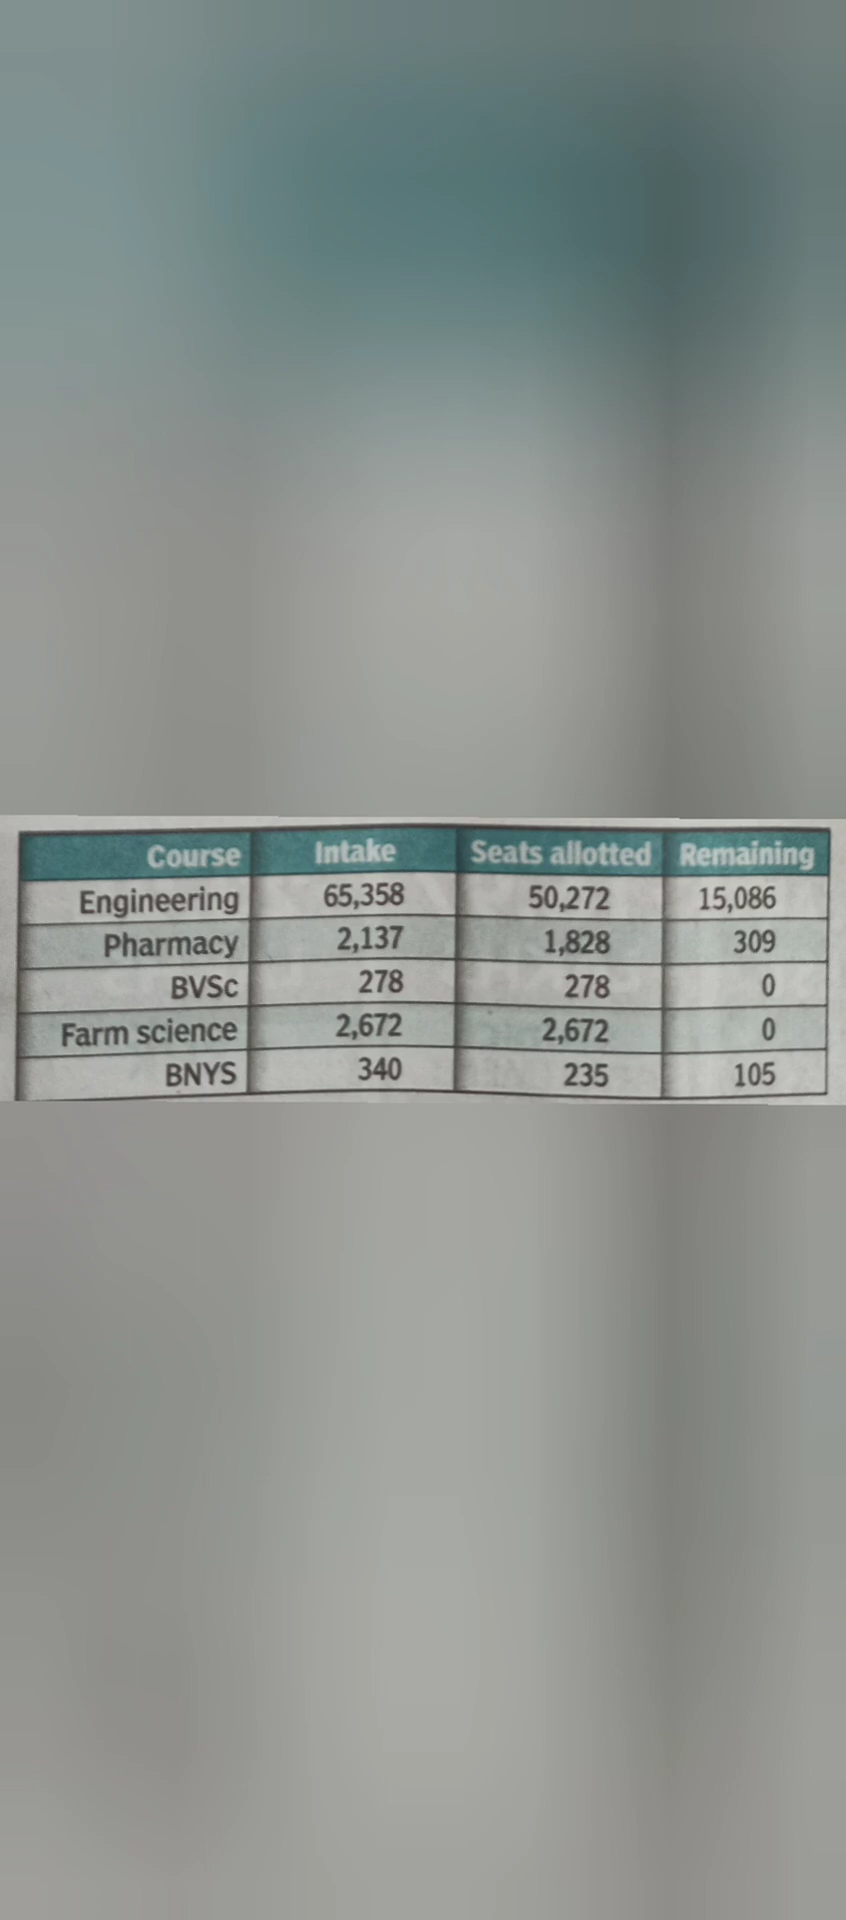 Course Intake Seats allotted Remaining
Engineering 65,358 50,272 15,086
Pharmacy 2,137 1,828 309
BVSc 278 278 0
Farm science 2,672 2,672 0
BNYS 340 235 105